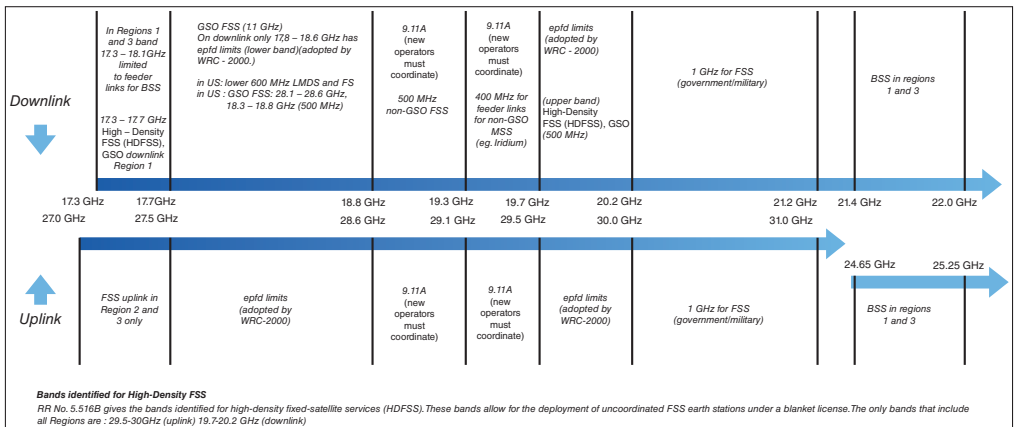 In Regions 1
and 3 band
17.3 – 18.1GHz
limited
to feeder
links for BSS
17.3 – 17.7 GHz
High – Density
FSS (HDFSS),
GSO downlink
Region 1
GSO FSS (1.1 GHz)
On downlink only 17,8 – 18.6 GHz has
epfd limits (lower band)(adopted by
WRC - 2000.)
in US: lower 600 MHz LMDS and FS
in US : GSO FSS: 28.1 – 28.6 GHz,
18.3 – 18.8 GHz (500 MHz)
9.11A
(new
operators
must
coordinate)
500 MHz
non-GSO FSS
9.11A
(new
operators
must
coordinate)
400 MHz for
feeder links
for non-GSO
MSS
(eg. Iridium)
epfd limits
(adopted by
WRC - 2000)
(upper band)
High-Density
FSS (HDFSS), GSO
(500 MHz)
1 GHz for FSS
(government/military)
BSS in regions
1 and 3
Downlink
17.3 GHz
17.7GHz
18.8 GHz
19.3 GHz
19.7 GHz
20.2 GHz
21.2 GHz
21.4 GHz
22.0 GHz
27.0 GHz
27.5 GHz
28.6 GHz
29.1 GHz
29.5 GHz
30.0 GHz
31.0 GHz
24.65 GHz
25.25 GHz
Uplink
FSS uplink in
Region 2 and
3 only
epfd limits
(adopted by
WRC-2000)
9.11A
(new
operators
must
coordinate)
9.11A
(new
operators
must
coordinate)
epfd limits
(adopted by
WRC-2000)
1 GHz for FSS
(government/military)
BSS in regions
1 and 3
Bands identified for High-Density FSS
RR No. 5.516B gives the bands identified for high-density fixed-satellite services (HDFSS). These bands allow for the deployment of uncoordinated FSS earth stations under a blanket license. The only bands that include
all Regions are : 29.5-30GHz (uplink) 19.7-20.2 GHz (downlink)